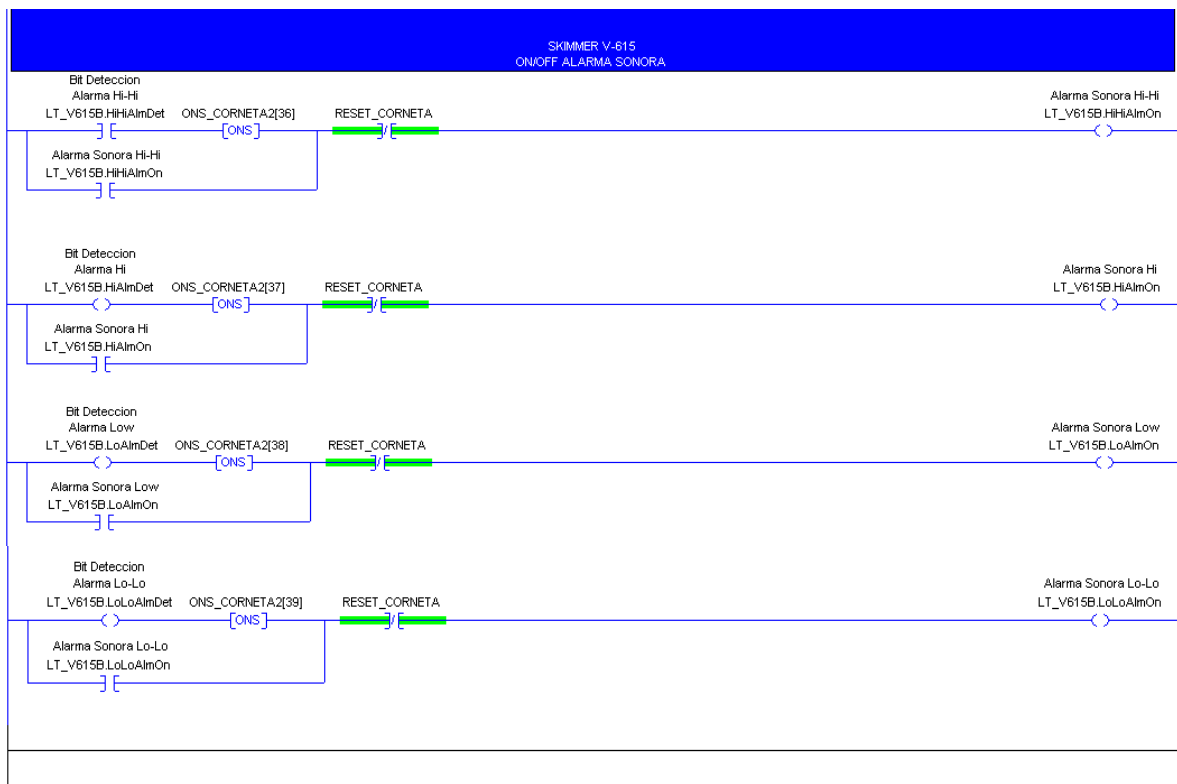 SKIMMER V-615
ON/OFF ALARMA SONORA
Bit Deteccion
Alarma Hi-Hi
LT_V615B.HiHiAlmDet ONS_CORNETA2[36] RESET_CORNETA
ONS
Alarma Sonora Hi-Hi
LT_V615B.HiHiAlmOn
Alarma Sonora Hi-Hi
LT_V615B.HiHiAlmOn
Bit Deteccion
Alarma Hi
LT_V615B.HiAlmDet ONS_CORNETA2[37] RESET_CORNETA
ONS
Alarma Sonora Hi
LT_V615B.HiAlmOn
Alarma Sonora Hi
LT_V615B.HiAlmOn
Bit Deteccion
Alarma Low
LT_V615B.LoAlmDet ONS_CORNETA2[38] RESET_CORNETA
ONS
Alarma Sonora Low
LT_V615B.LoAlmOn
Alarma Sonora Low
LT_V615B.LoAlmOn
Bit Deteccion
Alarma Lo-Lo
LT_V615B.LoLoAlmDet ONS_CORNETA2[39] RESET_CORNETA
ONS
Alarma Sonora Lo-Lo
LT_V615B.LoLoAlmOn
Alarma Sonora Lo-Lo
LT_V615B.LoLoAlmOn